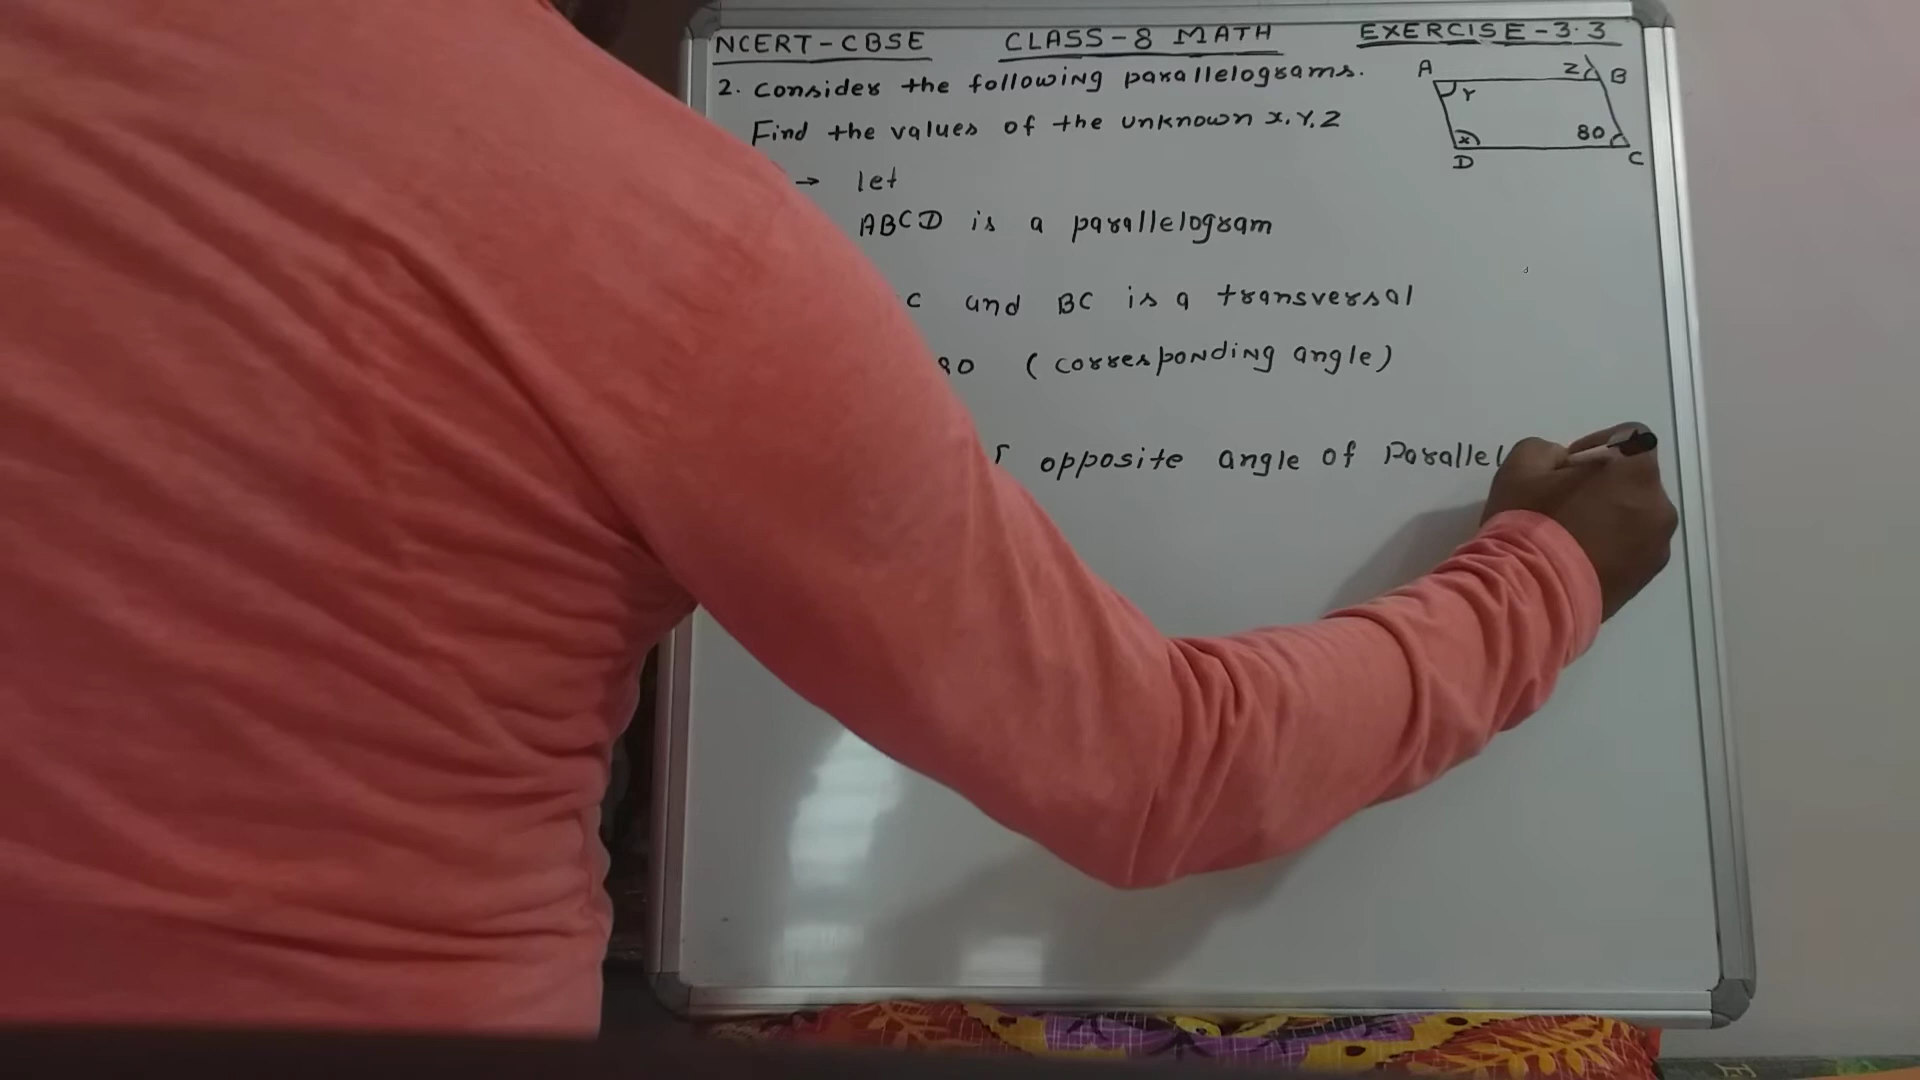 NCERT-CBSE CLASS-8 MATH EXERCISE-3.3
2. Consider the following parallelograms.
Find the values of the unknown x, Y, Z
A Z B
Y
x 80
D C
→ let
ABCD is a parallelogram
C and BC is a transversal
80 (corresponding angle)
opposite angle of Parallel